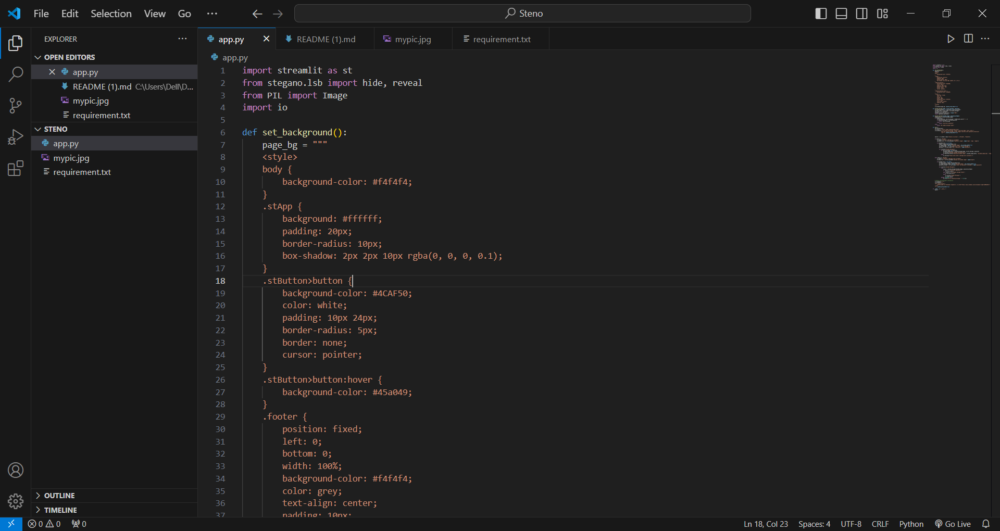 File Edit Selection View Go ···
Steno
EXPLORER ···
OPEN EDITORS
app.py
README (1).md C:\Users\Dell\D...
mypic.jpg
requirement.txt
STENO
app.py
mypic.jpg
requirement.txt
OUTLINE
TIMELINE
app.py README (1).md mypic.jpg requirement.txt
app.py
1 import streamlit as st
2 from stegano.lsb import hide, reveal
3 from PIL import Image
4 import io
5
6 def set_background():
7     page_bg = """
8     <style>
9     body {
10         background-color: #f4f4f4;
11     }
12     .stApp {
13         background: #ffffff;
14         padding: 20px;
15         border-radius: 10px;
16         box-shadow: 2px 2px 10px rgba(0, 0, 0, 0.1);
17     }
18     .stButton>button {
19         background-color: #4CAF50;
20         color: white;
21         padding: 10px 24px;
22         border-radius: 5px;
23         border: none;
24         cursor: pointer;
25     }
26     .stButton>button:hover {
27         background-color: #45a049;
28     }
29     .footer {
30         position: fixed;
31         left: 0;
32         bottom: 0;
33         width: 100%;
34         background-color: #f4f4f4;
35         color: grey;
36         text-align: center;
37         padding: 10px;
0 0 0 Ln 18, Col 23 Spaces: 4 UTF-8 CRLF Python Go Live